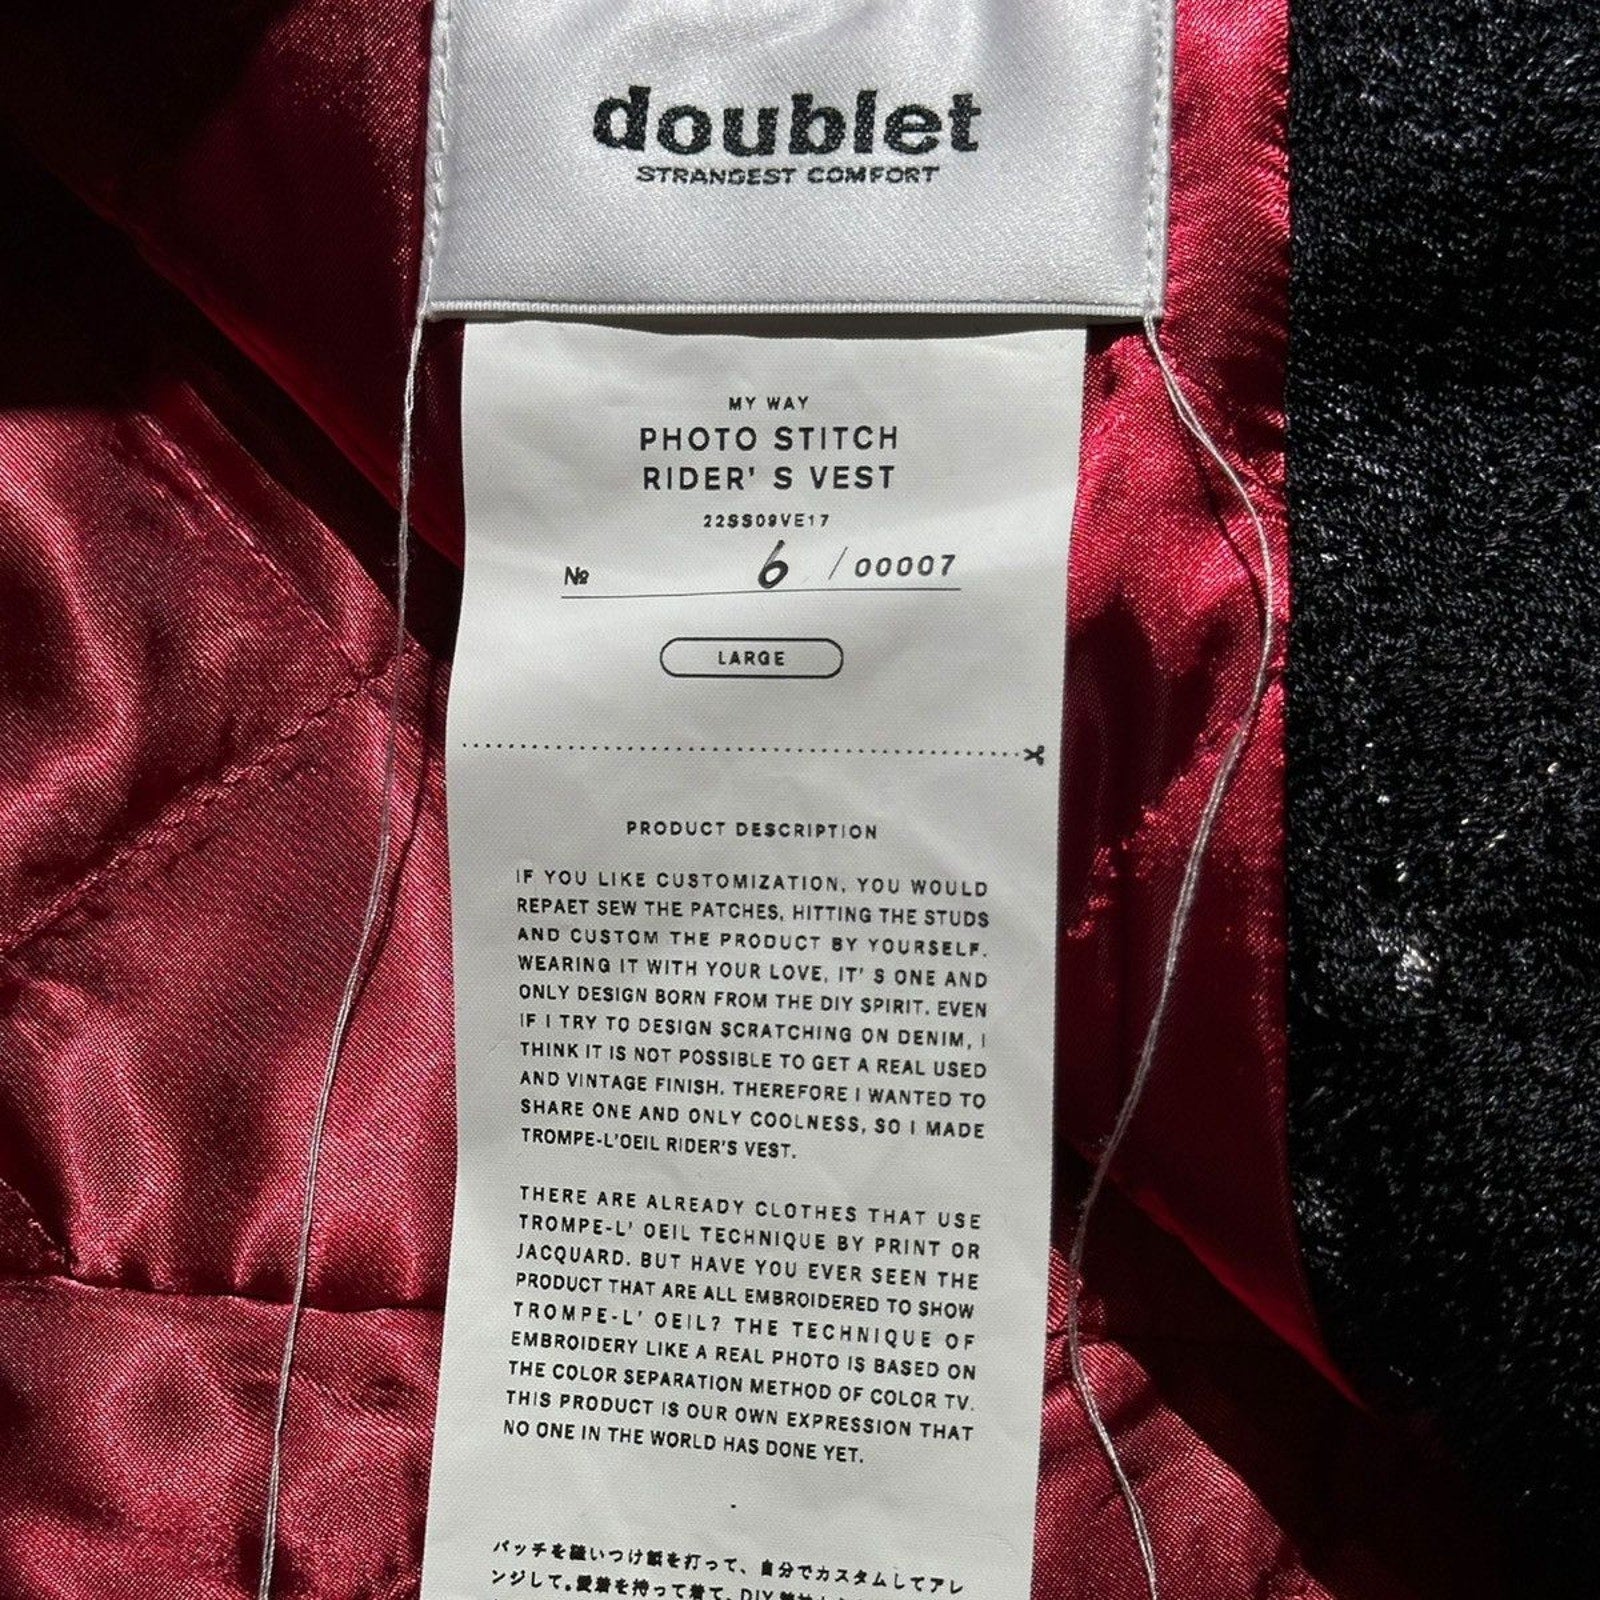 doublet
STRANGEST COMFORT
MY WAY
PHOTO STITCH
RIDER' S VEST
22SS09VE17
№ 6 / 00007
LARGE
PRODUCT DESCRIPTION
IF YOU LIKE CUSTOMIZATION, YOU WOULD
REPAET SEW THE PATCHES, HITTING THE STUDS
AND CUSTOM THE PRODUCT BY YOURSELF.
WEARING IT WITH YOUR LOVE, IT' S ONE AND
ONLY DESIGN BORN FROM THE DIY SPIRIT. EVEN
IF I TRY TO DESIGN SCRATCHING ON DENIM, I
THINK IT IS NOT POSSIBLE TO GET A REAL USED
AND VINTAGE FINISH. THEREFORE I WANTED TO
SHARE ONE AND ONLY COOLNESS, SO I MADE
TROMPE-L'OEIL RIDER'S VEST.
THERE ARE ALREADY CLOTHES THAT USE
TROMPE-L' OEIL TECHNIQUE BY PRINT OR
JACQUARD. BUT HAVE YOU EVER SEEN THE
PRODUCT THAT ARE ALL EMBROIDERED TO SHOW
TROMPE-L' OEIL? THE TECHNIQUE OF
EMBROIDERY LIKE A REAL PHOTO IS BASED ON
THE COLOR SEPARATION METHOD OF COLOR TV.
THIS PRODUCT IS OUR OWN EXPRESSION THAT
NO ONE IN THE WORLD HAS DONE YET.
パッチを縫いつけ鋲を打って、自分でカスタムしてアレ
ンジして。愛着を持って着て、DIY